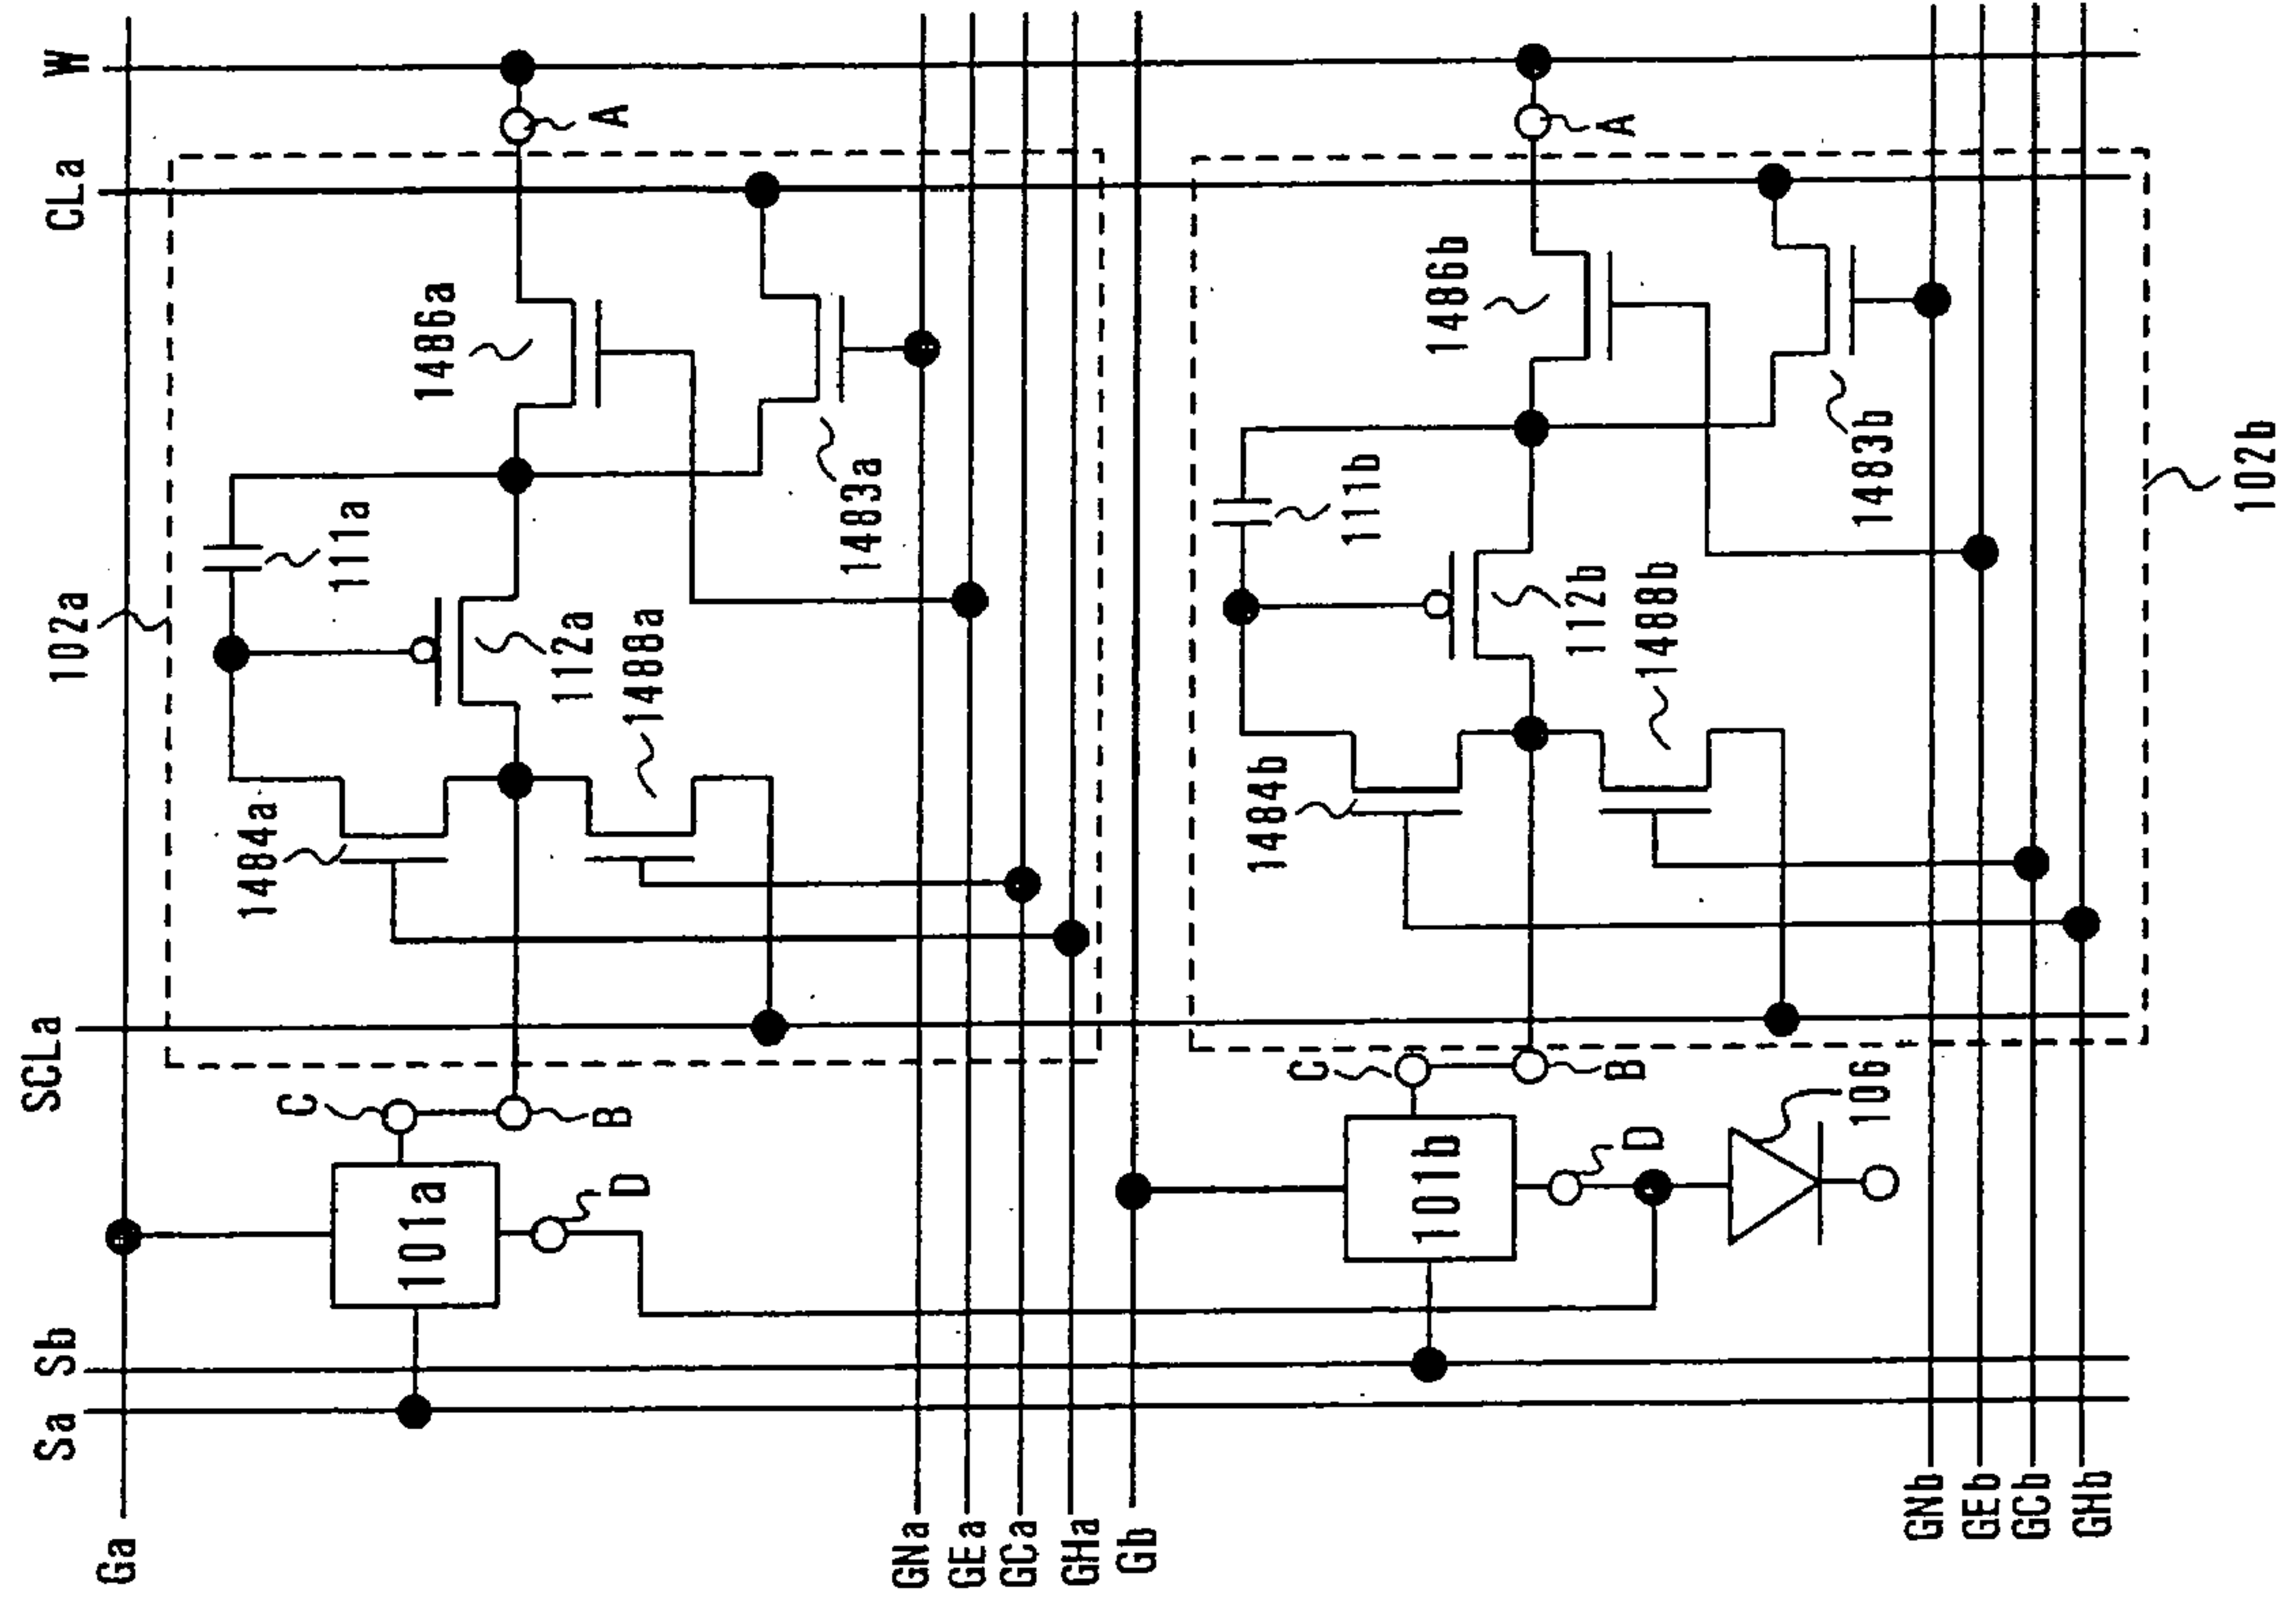 Sa
Sb
SCLa
CLa
W
Ga
102a
111a
112a
1484a
1488a
1486a
1483a
A
B
C
D
101a
GNa
GEa
GCa
GHa
Gb
102b
111b
112b
1484b
1488b
1486b
1483b
A
B
C
D
101b
106
GNb
GEb
GCb
GHb